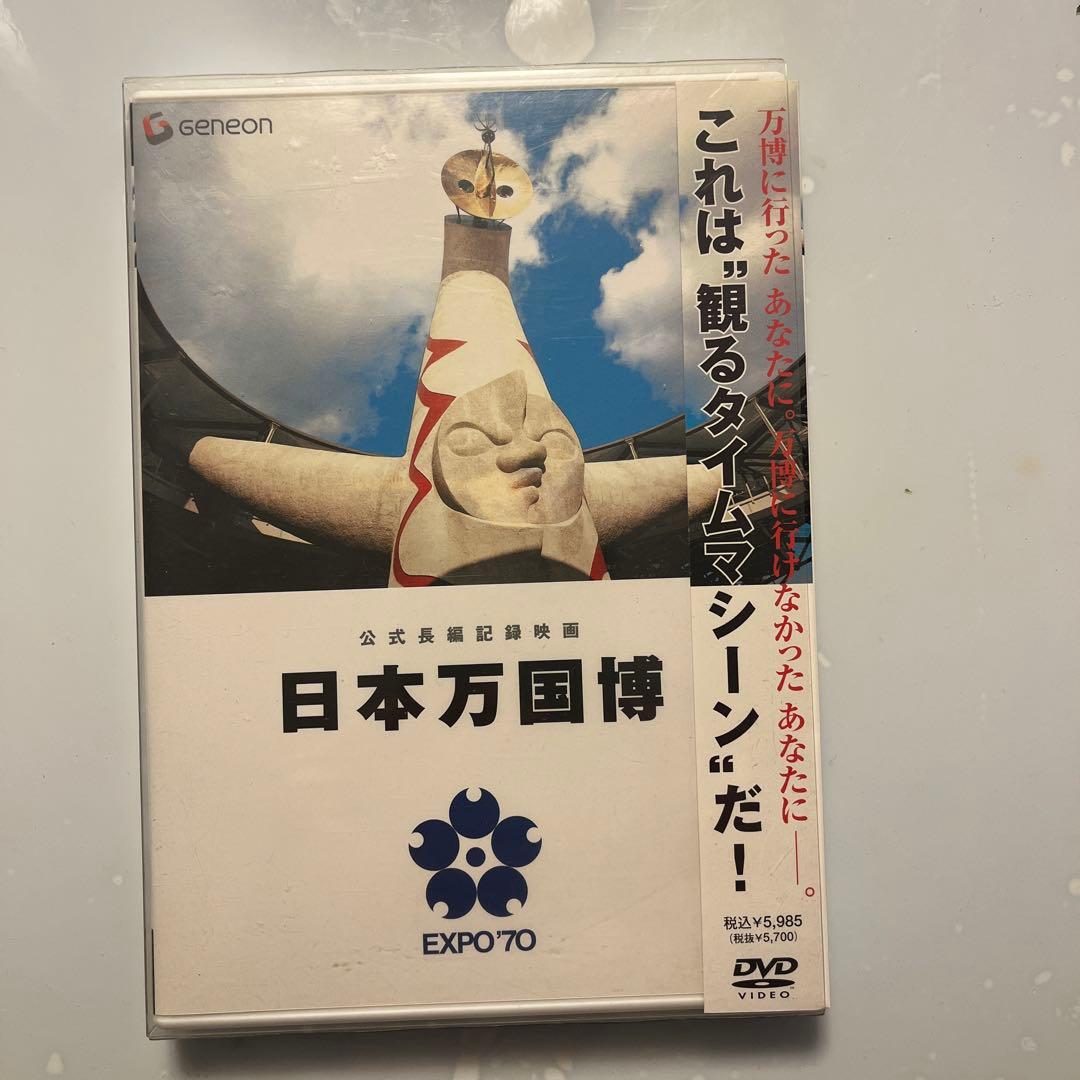 Geneon
公式長編記録映画
日本万国博
EXPO'70
万博に行った あなたに。万博に行けなかった あなたに――。
これは”観るタイムマシーン“だ！
税込¥5,985
(税抜¥5,700)
DVD
VIDEO